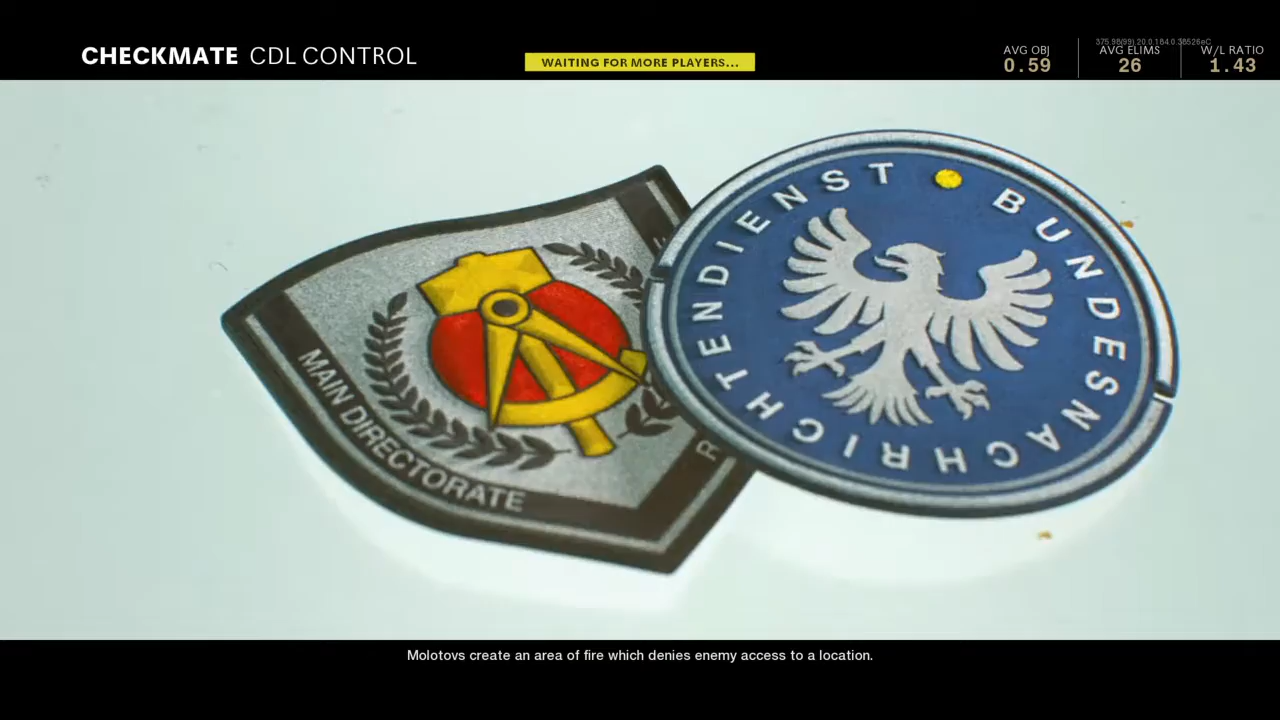 CHECKMATE CDL CONTROL
WAITING FOR MORE PLAYERS...
AVG OBJ
0.59
AVG ELIMS
26
W/L RATIO
1.43
MAIN DIRECTORATE
R
BUNDESNACHRICHTENDIENST
Molotovs create an area of fire which denies enemy access to a location.